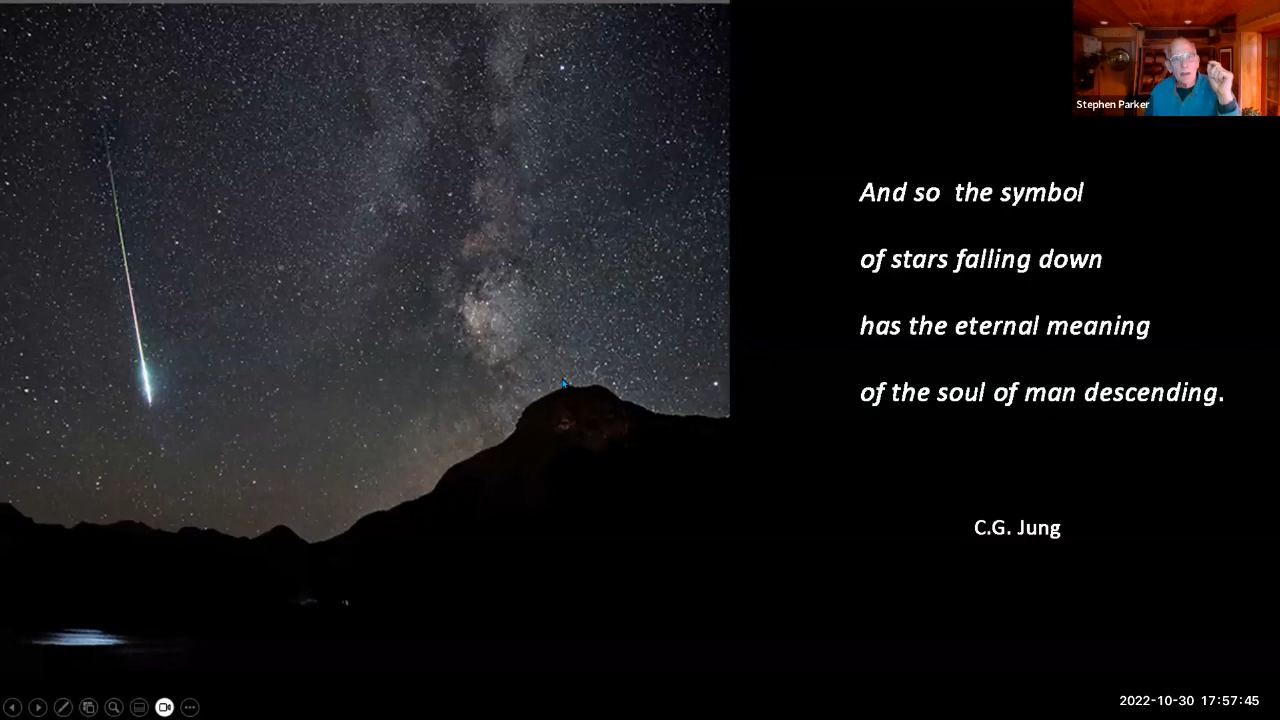 Stephen Parker
And so the symbol
of stars falling down
has the eternal meaning
of the soul of man descending.
C.G. Jung
2022-10-30 17:57:45